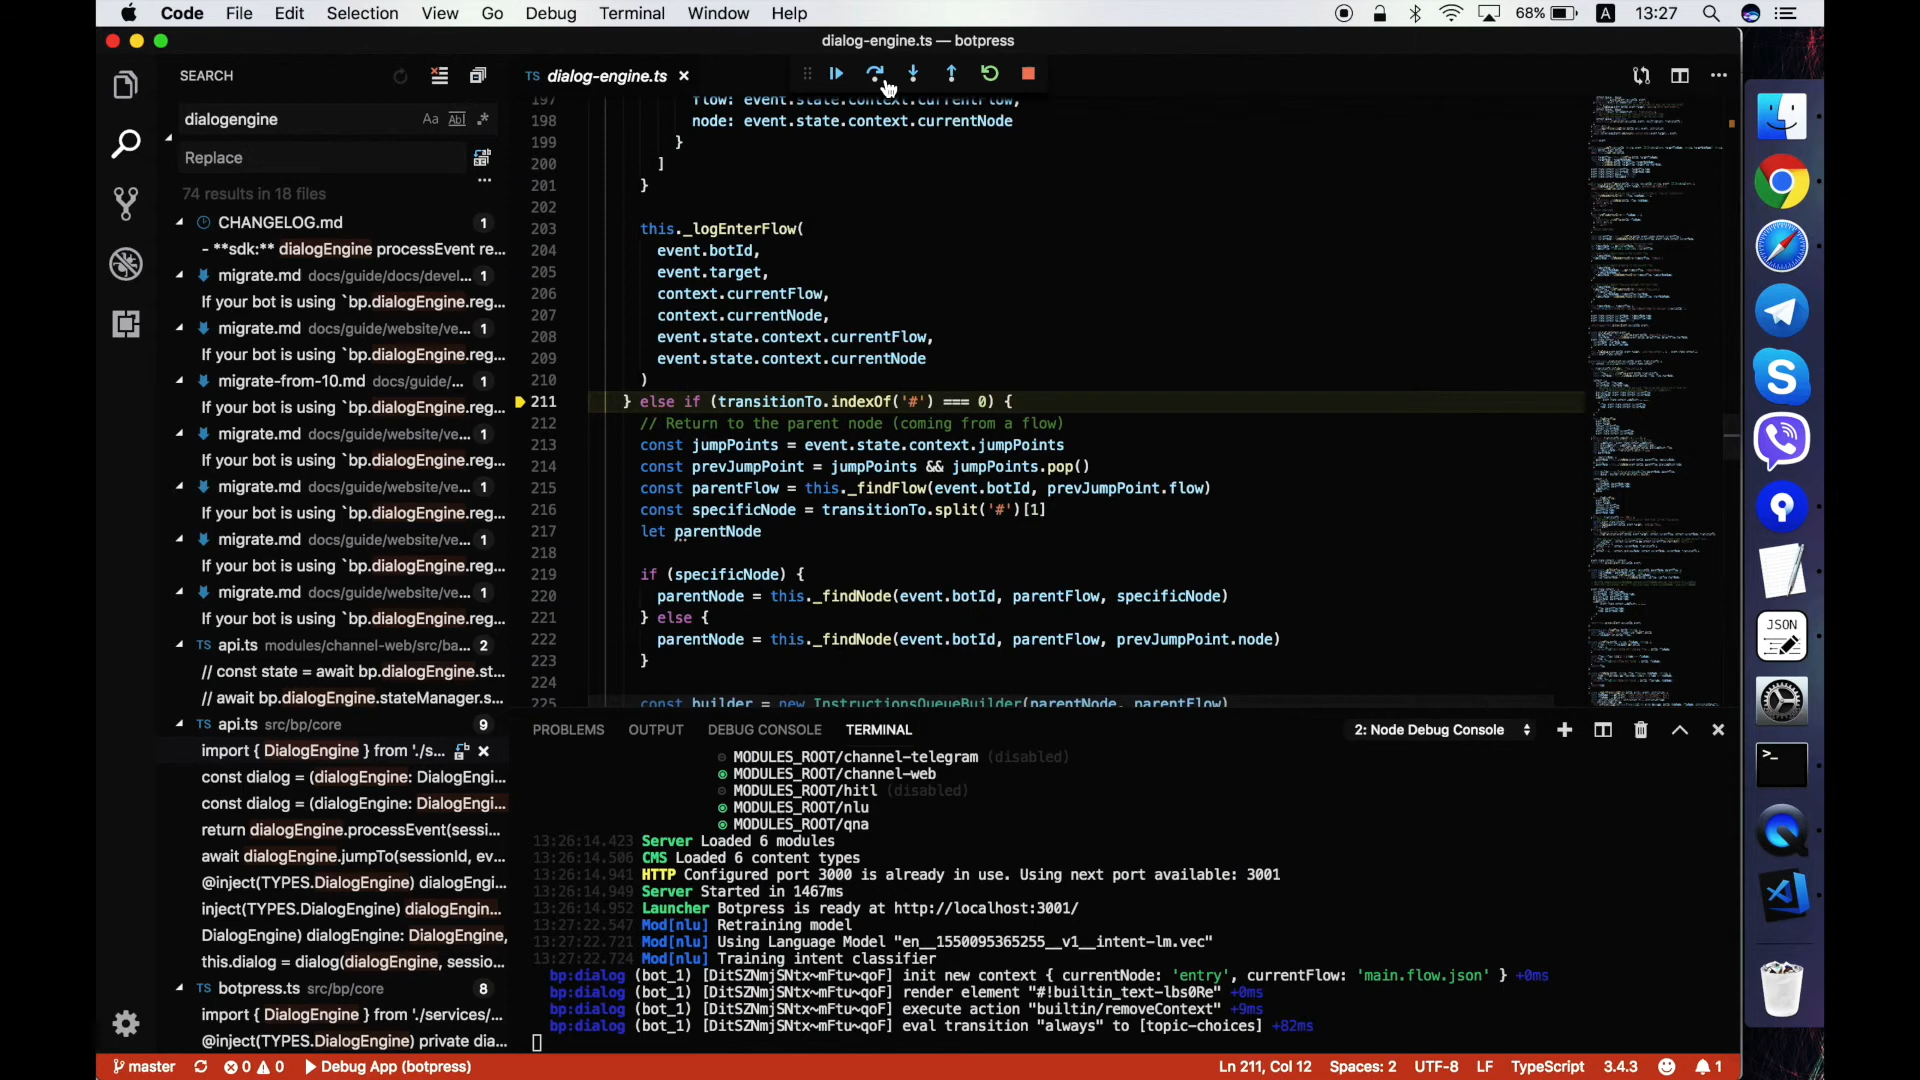 Code File Edit Selection View Go Debug Terminal Window Help 68% A 13:27
dialog-engine.ts — botpress
SEARCH
TS dialog-engine.ts
dialogengine Aa Abl .*
Replace
74 results in 18 files
CHANGELOG.md 1
- **sdk:** dialogEngine processEvent re...
migrate.md docs/guide/docs/devel... 1
If your bot is using `bp.dialogEngine.reg...
migrate.md docs/guide/website/ve... 1
If your bot is using `bp.dialogEngine.reg...
migrate-from-10.md docs/guide/... 1
If your bot is using `bp.dialogEngine.reg...
migrate.md docs/guide/website/ve... 1
If your bot is using `bp.dialogEngine.reg...
migrate.md docs/guide/website/ve... 1
If your bot is using `bp.dialogEngine.reg...
migrate.md docs/guide/website/ve... 1
If your bot is using `bp.dialogEngine.reg...
migrate.md docs/guide/website/ve... 1
If your bot is using `bp.dialogEngine.reg...
TS api.ts modules/channel-web/src/ba... 2
// const state = await bp.dialogEngine.st...
// await bp.dialogEngine.stateManager.s...
TS api.ts src/bp/core 9
import { DialogEngine } from './s...
const dialog = (dialogEngine: DialogEngi...
const dialog = (dialogEngine: DialogEngi...
return dialogEngine.processEvent(sessi...
await dialogEngine.jumpTo(sessionId, ev...
@inject(TYPES.DialogEngine) dialogEngi...
inject(TYPES.DialogEngine) dialogEngin...
DialogEngine) dialogEngine: DialogEngine,
this.dialog = dialog(dialogEngine, sessio...
TS botpress.ts src/bp/core 8
import { DialogEngine } from './services/...
@inject(TYPES.DialogEngine) private dia...
197 flow: event.state.context.currentFlow,
198 node: event.state.context.currentNode
199 }
200 ]
201 }
202
203 this._logEnterFlow(
204 event.botId,
205 event.target,
206 context.currentFlow,
207 context.currentNode,
208 event.state.context.currentFlow,
209 event.state.context.currentNode
210 )
211 } else if (transitionTo.indexOf('#') === 0) {
212 // Return to the parent node (coming from a flow)
213 const jumpPoints = event.state.context.jumpPoints
214 const prevJumpPoint = jumpPoints && jumpPoints.pop()
215 const parentFlow = this._findFlow(event.botId, prevJumpPoint.flow)
216 const specificNode = transitionTo.split('#')[1]
217 let parentNode
218
219 if (specificNode) {
220 parentNode = this._findNode(event.botId, parentFlow, specificNode)
221 } else {
222 parentNode = this._findNode(event.botId, parentFlow, prevJumpPoint.node)
223 }
224
225 const builder = new InstructionsQueueBuilder(parentNode, parentFlow)
PROBLEMS OUTPUT DEBUG CONSOLE TERMINAL 2: Node Debug Console
MODULES_ROOT/channel-telegram (disabled)
MODULES_ROOT/channel-web
MODULES_ROOT/hitl (disabled)
MODULES_ROOT/nlu
MODULES_ROOT/qna
13:26:14.423 Server Loaded 6 modules
13:26:14.506 CMS Loaded 6 content types
13:26:14.941 HTTP Configured port 3000 is already in use. Using next port available: 3001
13:26:14.949 Server Started in 1467ms
13:26:14.952 Launcher Botpress is ready at http://localhost:3001/
13:27:22.547 Mod[nlu] Retraining model
13:27:22.721 Mod[nlu] Using Language Model "en__1550095365255__v1__intent-lm.vec"
13:27:22.724 Mod[nlu] Training intent classifier
bp:dialog (bot_1) [DitSZNmjSNtx~mFtu~qoF] init new context { currentNode: 'entry', currentFlow: 'main.flow.json' } +0ms
bp:dialog (bot_1) [DitSZNmjSNtx~mFtu~qoF] render element "#!builtin_text-lbs0Re" +0ms
bp:dialog (bot_1) [DitSZNmjSNtx~mFtu~qoF] execute action "builtin/removeContext" +9ms
bp:dialog (bot_1) [DitSZNmjSNtx~mFtu~qoF] eval transition "always" to [topic-choices] +82ms
JSON
master 0 0 Debug App (botpress) Ln 211, Col 12 Spaces: 2 UTF-8 LF TypeScript 3.4.3 1